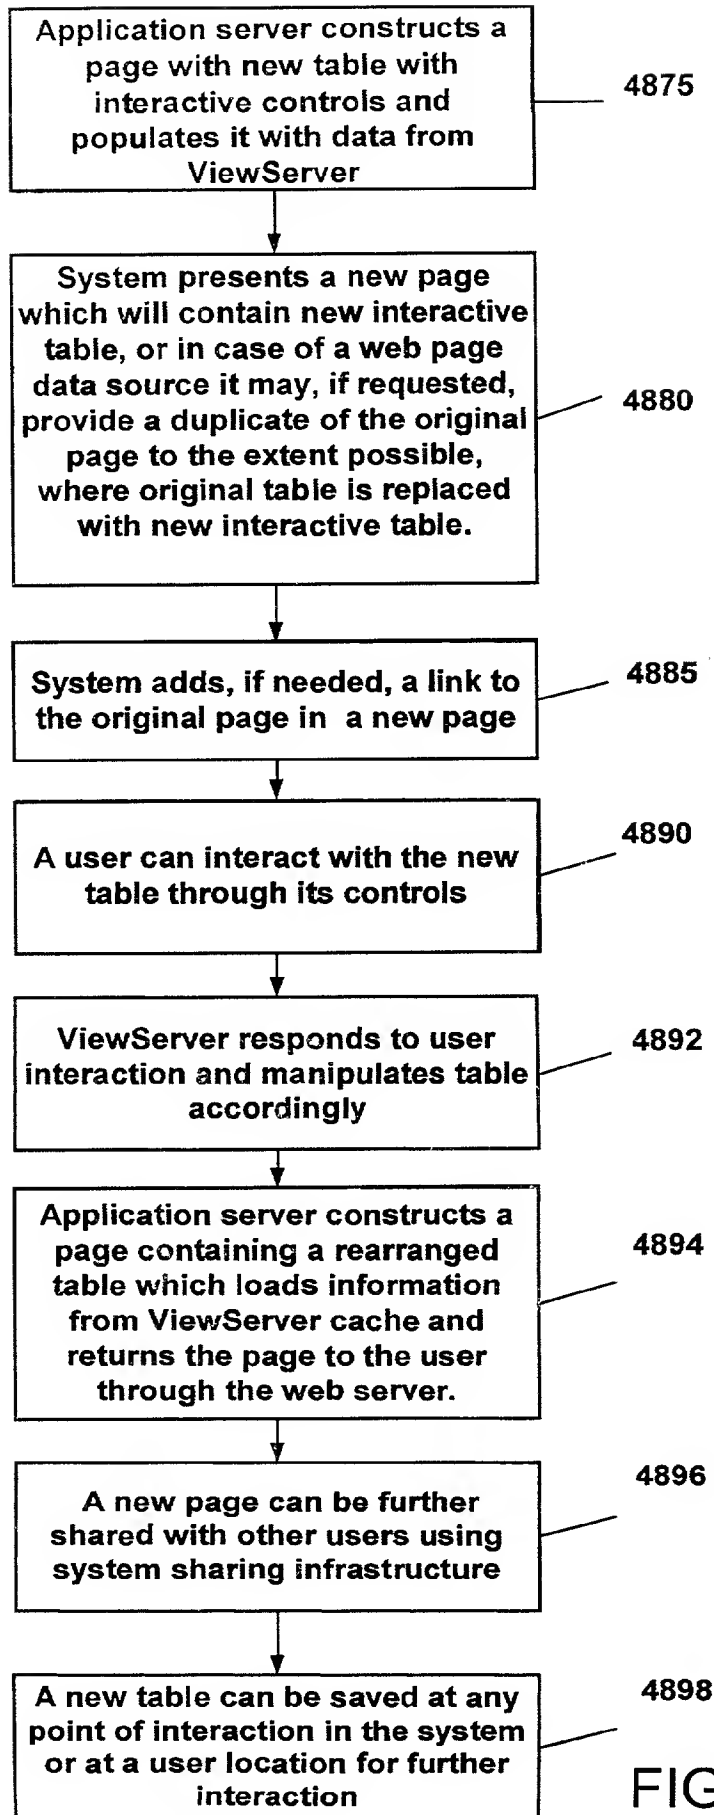 Application server constructs a
page with new table with
interactive controls and
populates it with data from
ViewServer
4875
System presents a new page
which will contain new interactive
table, or in case of a web page
data source it may, if requested,
provide a duplicate of the original
page to the extent possible,
where original table is replaced
with new interactive table.
4880
System adds, if needed, a link to
the original page in a new page
4885
A user can interact with the new
table through its controls
4890
ViewServer responds to user
interaction and manipulates table
accordingly
4892
Application server constructs a
page containing a rearranged
table which loads information
from ViewServer cache and
returns the page to the user
through the web server.
4894
A new page can be further
shared with other users using
system sharing infrastructure
4896
A new table can be saved at any
point of interaction in the system
or at a user location for further
interaction
4898
FIG